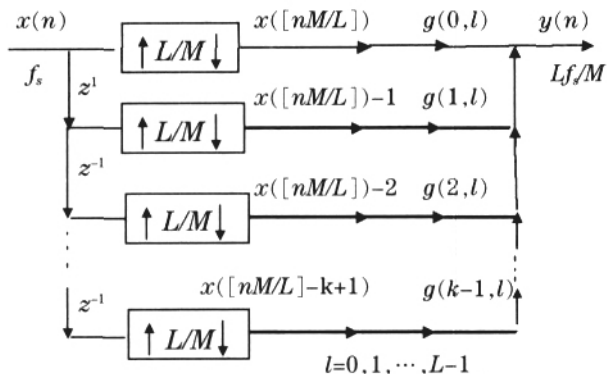 x(n) x([nM/L]) g(0,l) y(n)
↑ L/M ↓
f_s Lf_s/M
z^1
x([nM/L])-1 g(1,l)
↑ L/M ↓
z^-1
x([nM/L])-2 g(2,l)
↑ L/M ↓
x([nM/L]-k+1) g(k-1,l)
z^-1
↑ L/M ↓
l=0,1,⋯,L-1